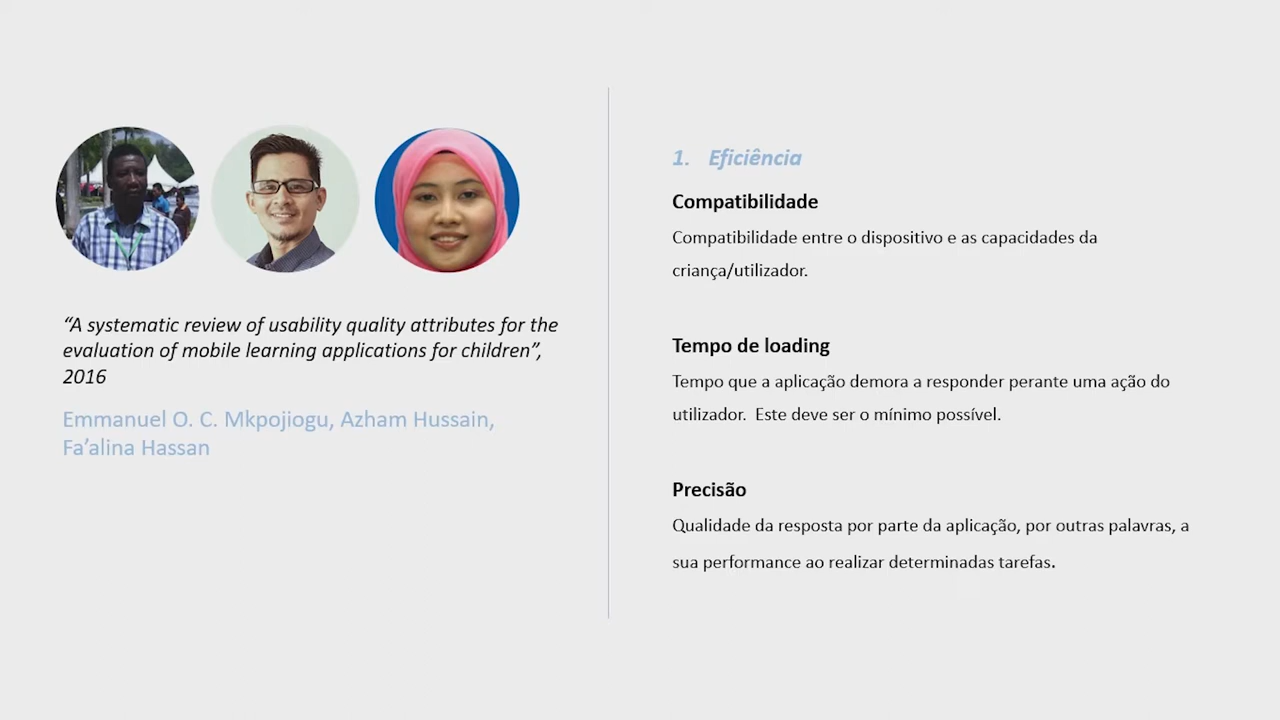 “A systematic review of usability quality attributes for the
evaluation of mobile learning applications for children”,
2016
Emmanuel O. C. Mkpojiogu, Azham Hussain,
Fa’alina Hassan
1. Eficiência
Compatibilidade
Compatibilidade entre o dispositivo e as capacidades da
criança/utilizador.
Tempo de loading
Tempo que a aplicação demora a responder perante uma ação do
utilizador. Este deve ser o mínimo possível.
Precisão
Qualidade da resposta por parte da aplicação, por outras palavras, a
sua performance ao realizar determinadas tarefas.